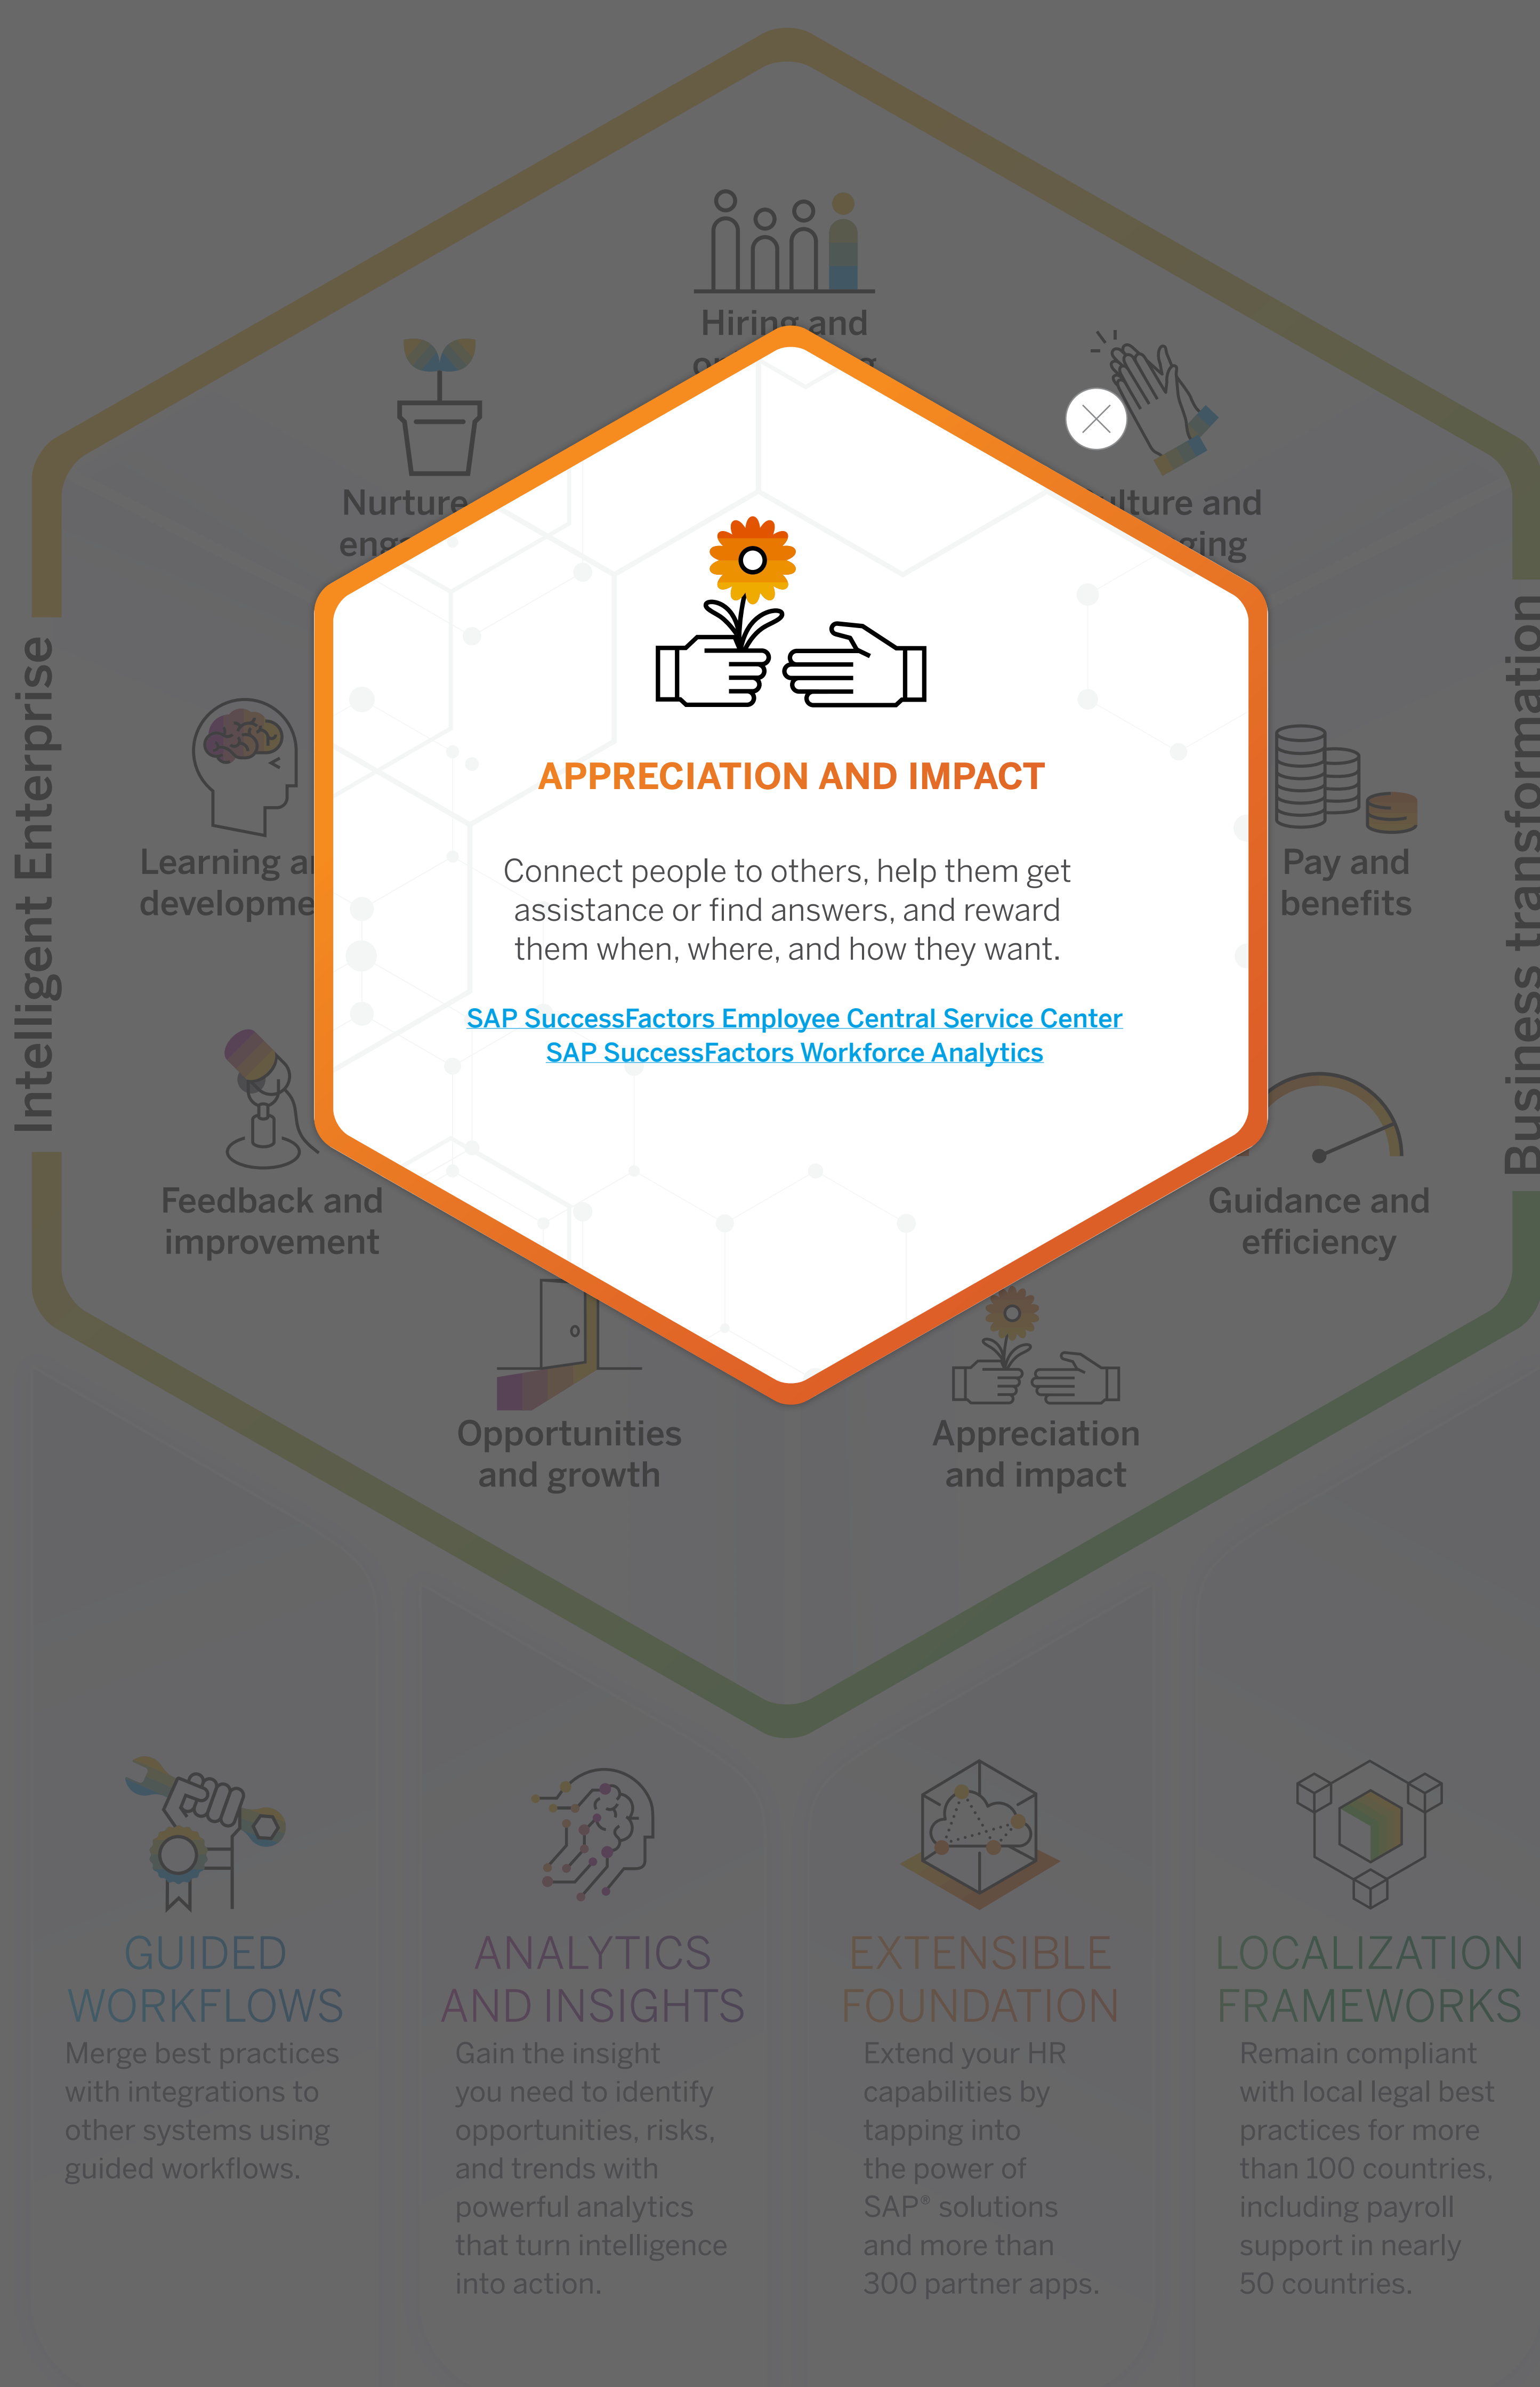 Hiring and
Nurture
Culture and
Intelligent Enterprise
Business transformation
APPRECIATION AND IMPACT
Connect people to others, help them get
assistance or find answers, and reward
them when, where, and how they want.
SAP SuccessFactors Employee Central Service Center
SAP SuccessFactors Workforce Analytics
Learning
Pay and
benefits
Feedback and
improvement
Guidance and
efficiency
Opportunities
and growth
Appreciation
and impact
GUIDED
WORKFLOWS
Merge best practices
with integrations to
other systems using
guided workflows.
ANALYTICS
AND INSIGHTS
Gain the insight
you need to identify
opportunities, risks,
and trends with
powerful analytics
that turn intelligence
into action.
EXTENSIBLE
FOUNDATION
Extend your HR
capabilities by
tapping into
the power of
SAP® solutions
and more than
300 partner apps.
LOCALIZATION
FRAMEWORKS
Remain compliant
with local legal best
practices for more
than 100 countries,
including payroll
support in nearly
50 countries.